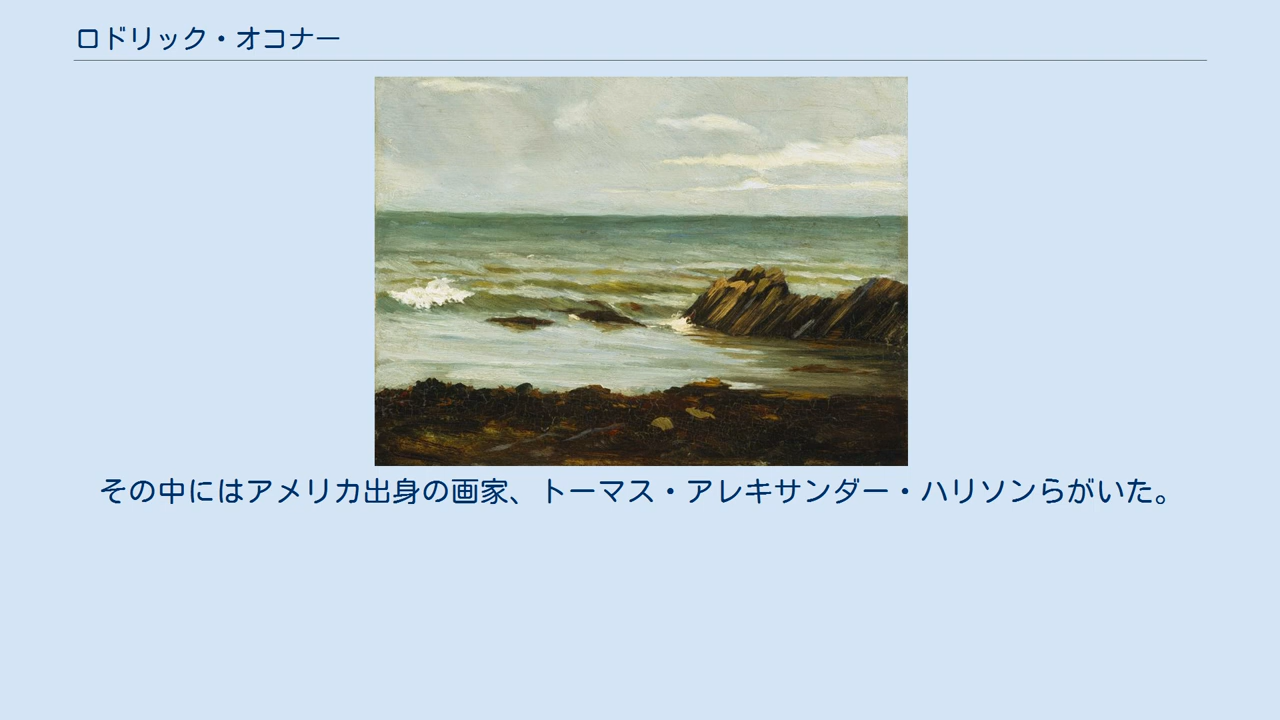 ロドリック・オコナー
その中にはアメリカ出身の画家、トーマス・アレキサンダー・ハリソンらがいた。